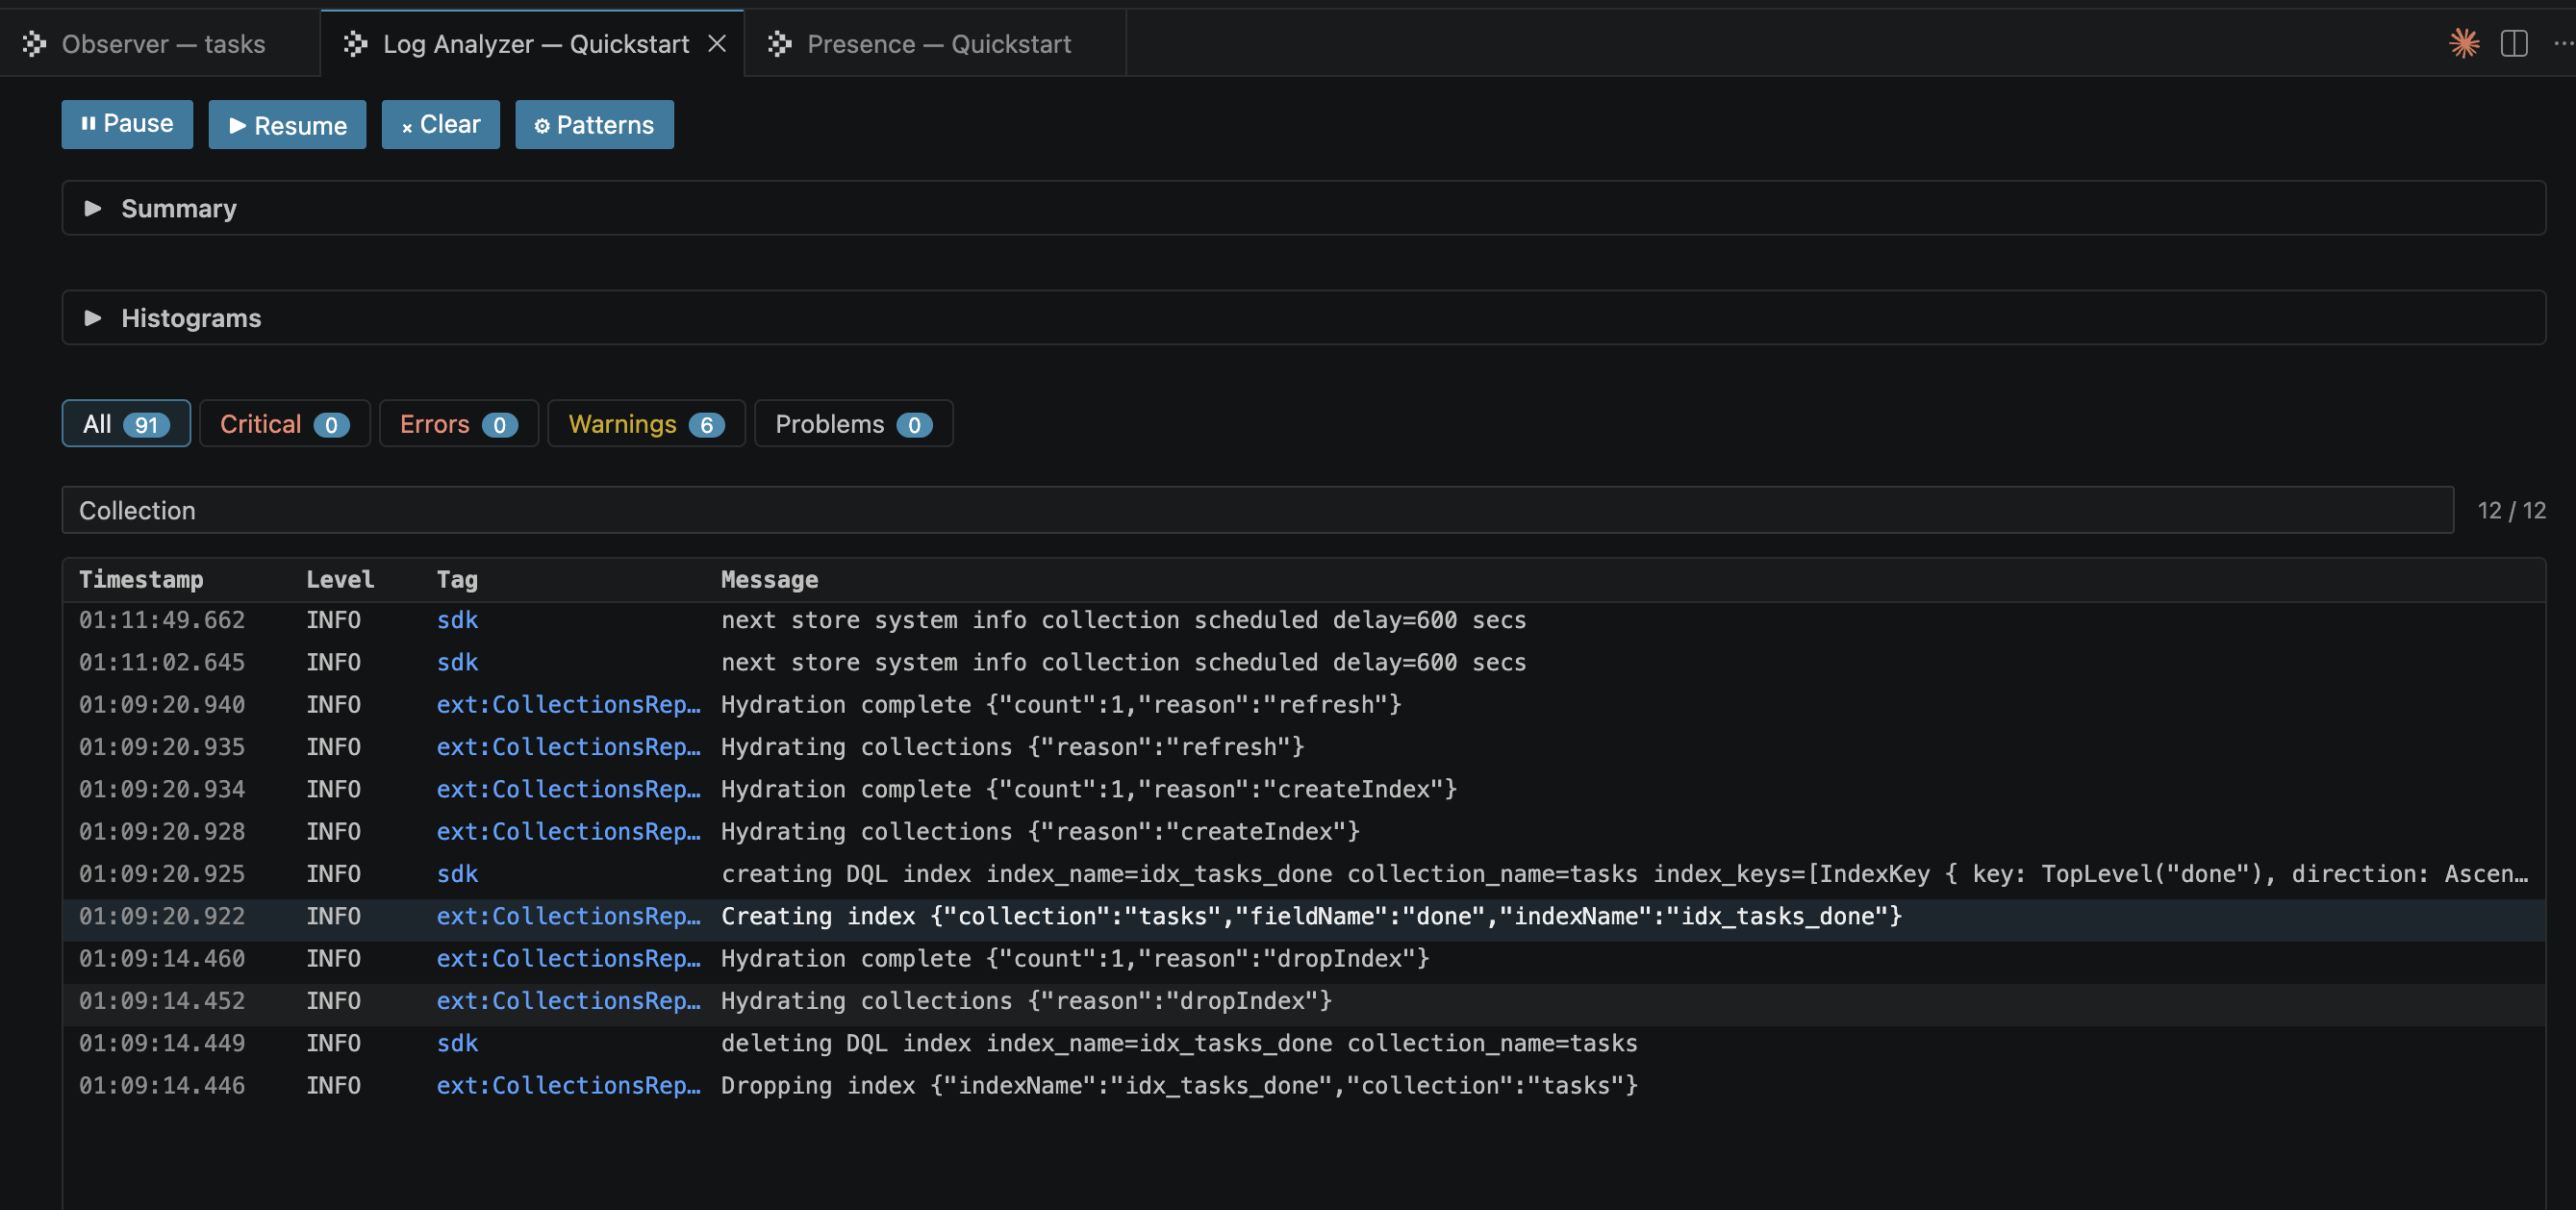 Observer — tasks
Log Analyzer — Quickstart
Presence — Quickstart
Pause Resume × Clear Patterns
Summary
Histograms
All 91 Critical 0 Errors 0 Warnings 6 Problems 0
Collection 12 / 12
Timestamp Level Tag Message
01:11:49.662 INFO sdk next store system info collection scheduled delay=600 secs
01:11:02.645 INFO sdk next store system info collection scheduled delay=600 secs
01:09:20.940 INFO ext:CollectionsRep… Hydration complete {"count":1,"reason":"refresh"}
01:09:20.935 INFO ext:CollectionsRep… Hydrating collections {"reason":"refresh"}
01:09:20.934 INFO ext:CollectionsRep… Hydration complete {"count":1,"reason":"createIndex"}
01:09:20.928 INFO ext:CollectionsRep… Hydrating collections {"reason":"createIndex"}
01:09:20.925 INFO sdk creating DQL index index_name=idx_tasks_done collection_name=tasks index_keys=[IndexKey { key: TopLevel("done"), direction: Ascen…
01:09:20.922 INFO ext:CollectionsRep… Creating index {"collection":"tasks","fieldName":"done","indexName":"idx_tasks_done"}
01:09:14.460 INFO ext:CollectionsRep… Hydration complete {"count":1,"reason":"dropIndex"}
01:09:14.452 INFO ext:CollectionsRep… Hydrating collections {"reason":"dropIndex"}
01:09:14.449 INFO sdk deleting DQL index index_name=idx_tasks_done collection_name=tasks
01:09:14.446 INFO ext:CollectionsRep… Dropping index {"indexName":"idx_tasks_done","collection":"tasks"}